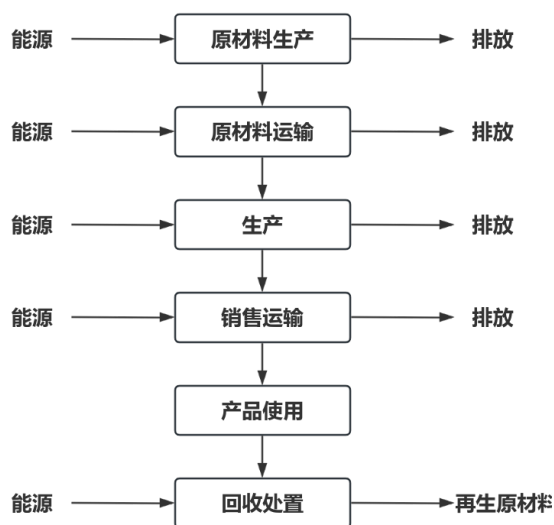 能源 原材料生产 排放
能源 原材料运输 排放
能源 生产 排放
能源 销售运输 排放
产品使用
能源 回收处置 再生原材料